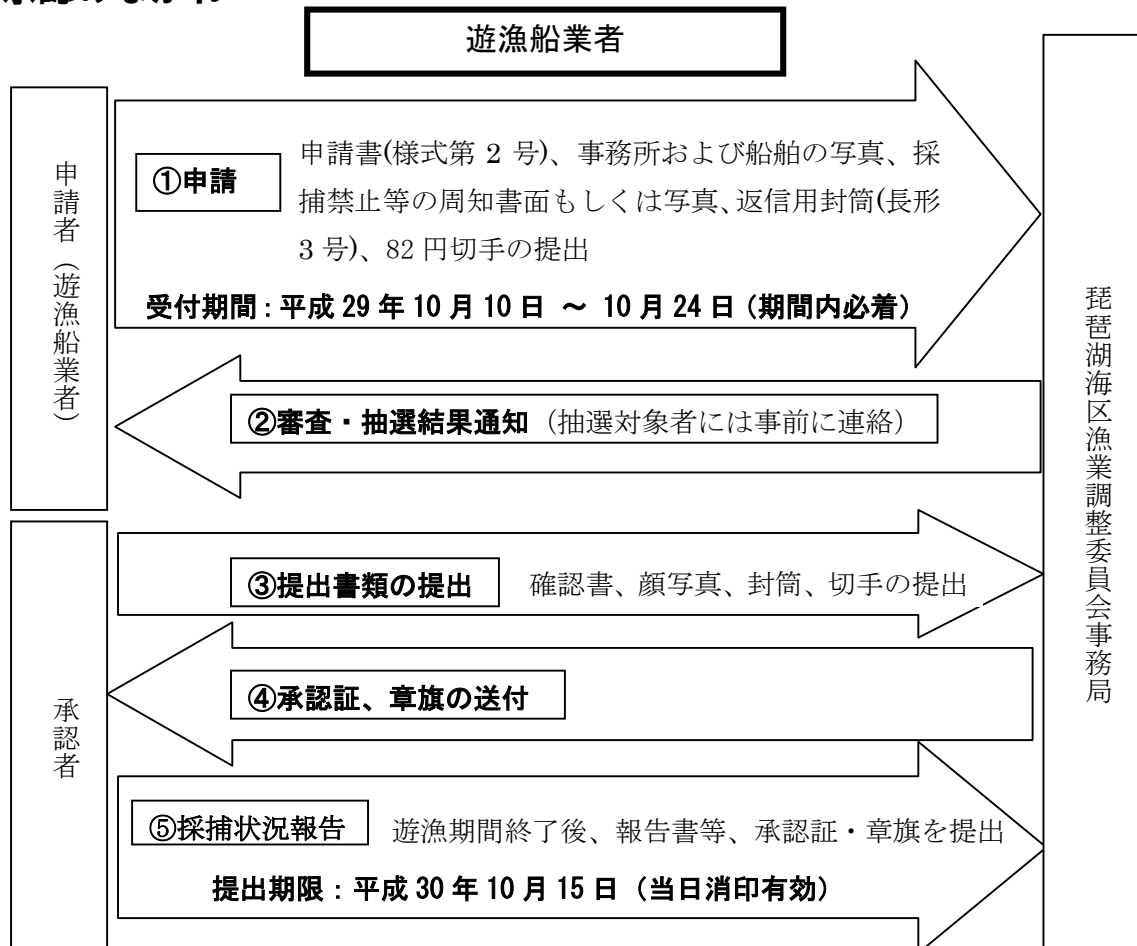 遊漁船業者
申請者（遊漁船業者）
①申請
申請書(様式第 2 号)、事務所および船舶の写真、採
捕禁止等の周知書面もしくは写真、返信用封筒(長形
3 号)、82 円切手の提出
受付期間：平成 29 年 10 月 10 日 ～ 10 月 24 日（期間内必着）
②審査・抽選結果通知（抽選対象者には事前に連絡）
承認者
③提出書類の提出 確認書、顔写真、封筒、切手の提出
④承認証、章旗の送付
⑤採捕状況報告 遊漁期間終了後、報告書等、承認証・章旗を提出
提出期限：平成 30 年 10 月 15 日（当日消印有効）
琵琶湖海区漁業調整委員会事務局